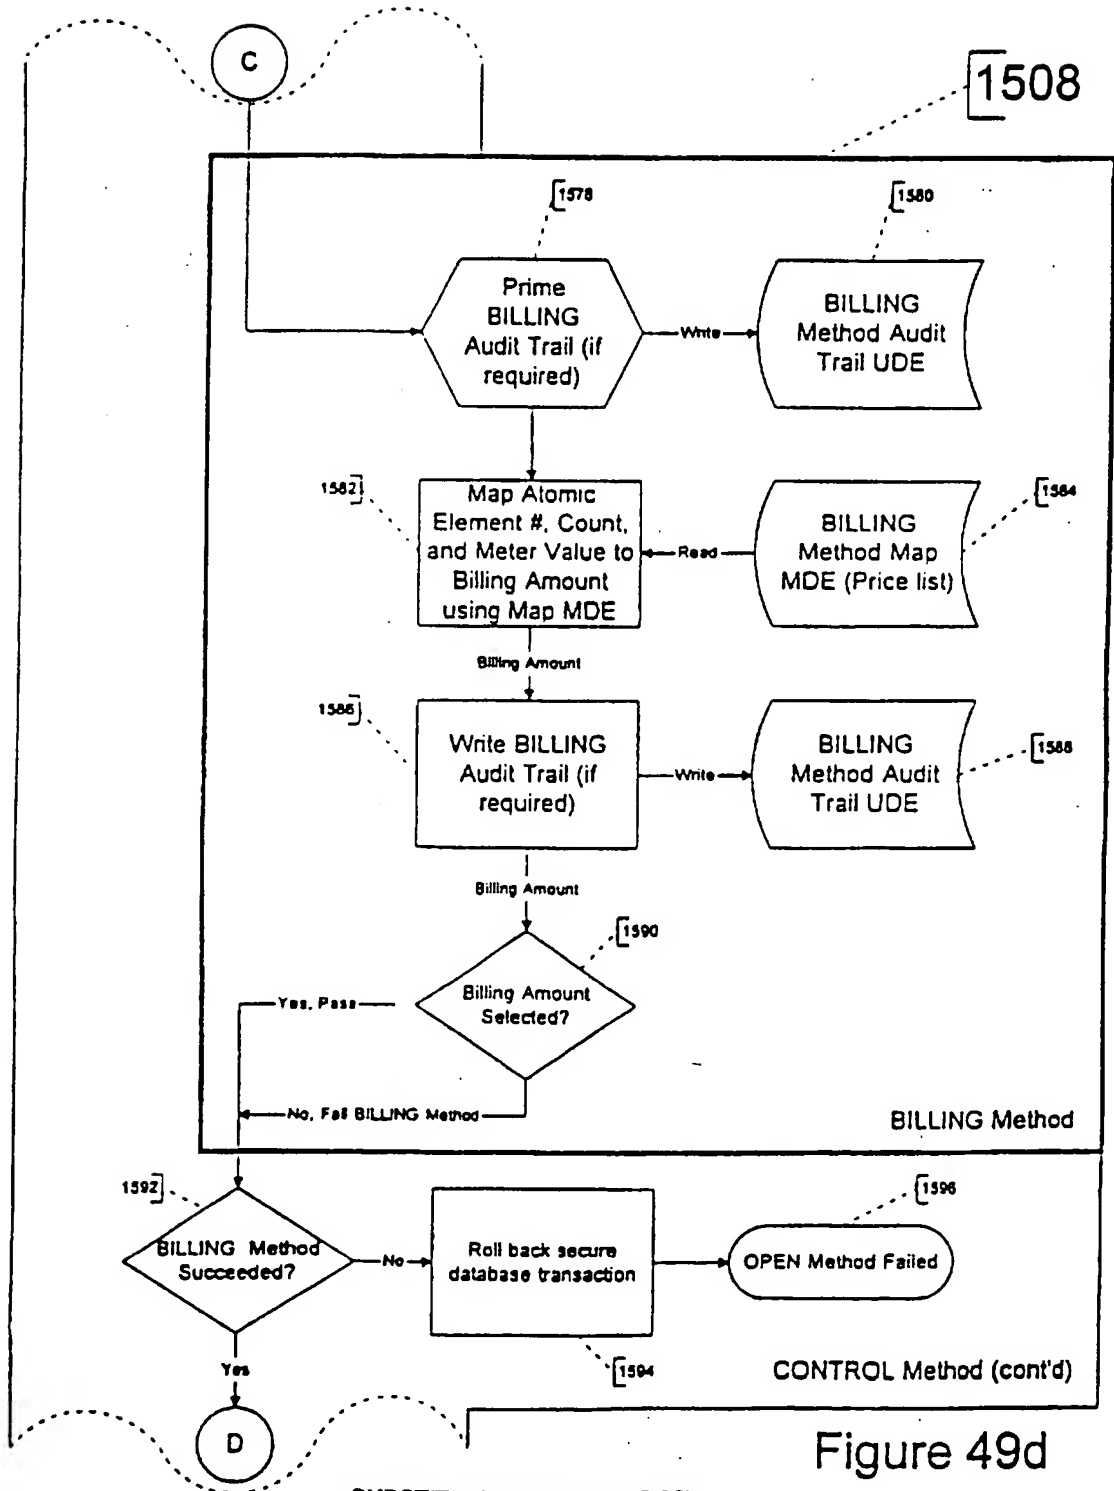 C
1508
1578
1580
Prime
BILLING
Audit Trail (if
required)
Write
BILLING
Method Audit
Trail UDE
1582
1584
Map Atomic
Element #, Count,
and Meter Value to
Billing Amount
using Map MDE
Read
BILLING
Method Map
MDE (Price list)
Billing Amount
1586
1588
Write BILLING
Audit Trail (if
required)
Write
BILLING
Method Audit
Trail UDE
Billing Amount
1590
Billing Amount
Selected?
Yes, Pass
No, Fail BILLING Method
BILLING Method
1592
1596
BILLING Method
Succeeded?
No
Roll back secure
database transaction
OPEN Method Failed
Yes
1594
CONTROL Method (cont'd)
D
Figure 49d